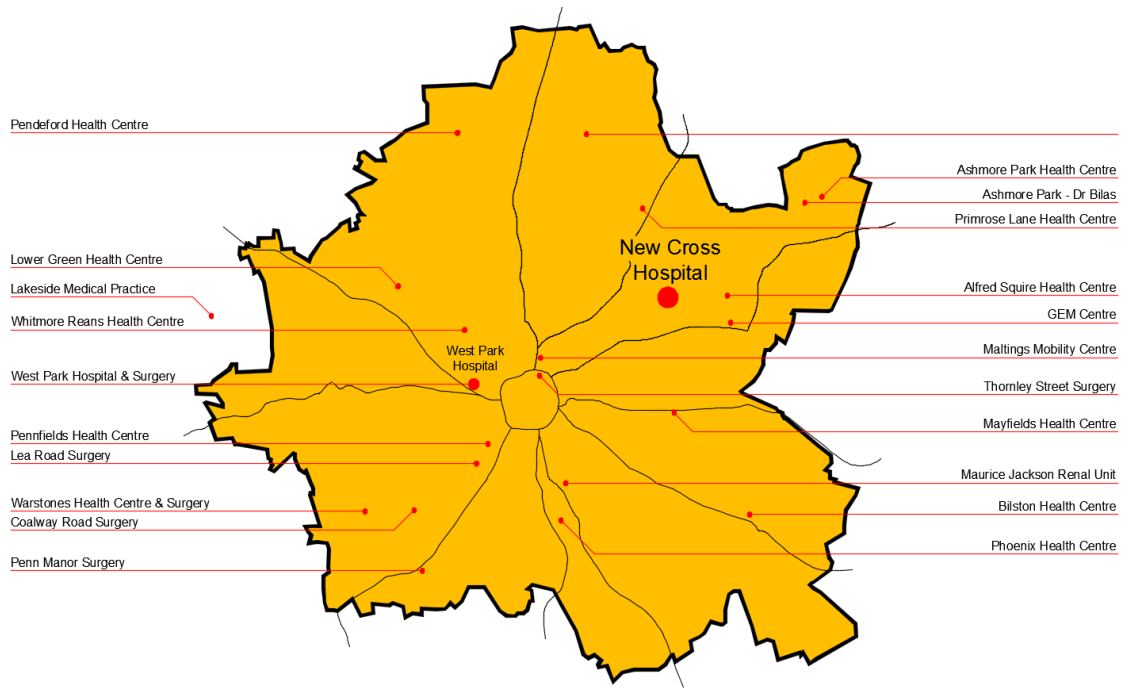 Pendeford Health Centre
Lower Green Health Centre
Lakeside Medical Practice
Whitmore Reans Health Centre
West Park Hospital & Surgery
Pennfields Health Centre
Lea Road Surgery
Warstones Health Centre & Surgery
Coalway Road Surgery
Penn Manor Surgery
New Cross
Hospital
West Park
Hospital
Ashmore Park Health Centre
Ashmore Park - Dr Bilas
Primrose Lane Health Centre
Alfred Squire Health Centre
GEM Centre
Maltings Mobility Centre
Thornley Street Surgery
Mayfields Health Centre
Maurice Jackson Renal Unit
Bilston Health Centre
Phoenix Health Centre